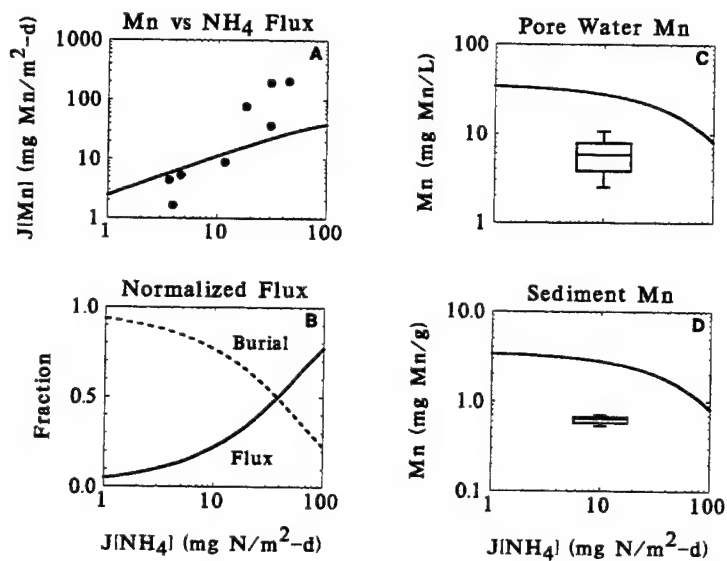 Mn vs NH4 Flux
A
J[Mn] (mg Mn/m2-d)
1000
100
10
1
1
10
100
Pore Water Mn
C
Mn (mg Mn/L)
100
10
1
1
10
100
Normalized Flux
B
Fraction
1.0
0.5
0.0
Burial
Flux
1
10
100
J[NH4] (mg N/m2-d)
Sediment Mn
D
Mn (mg Mn/g)
10.0
1.0
0.1
1
10
100
J[NH4] (mg N/m2-d)